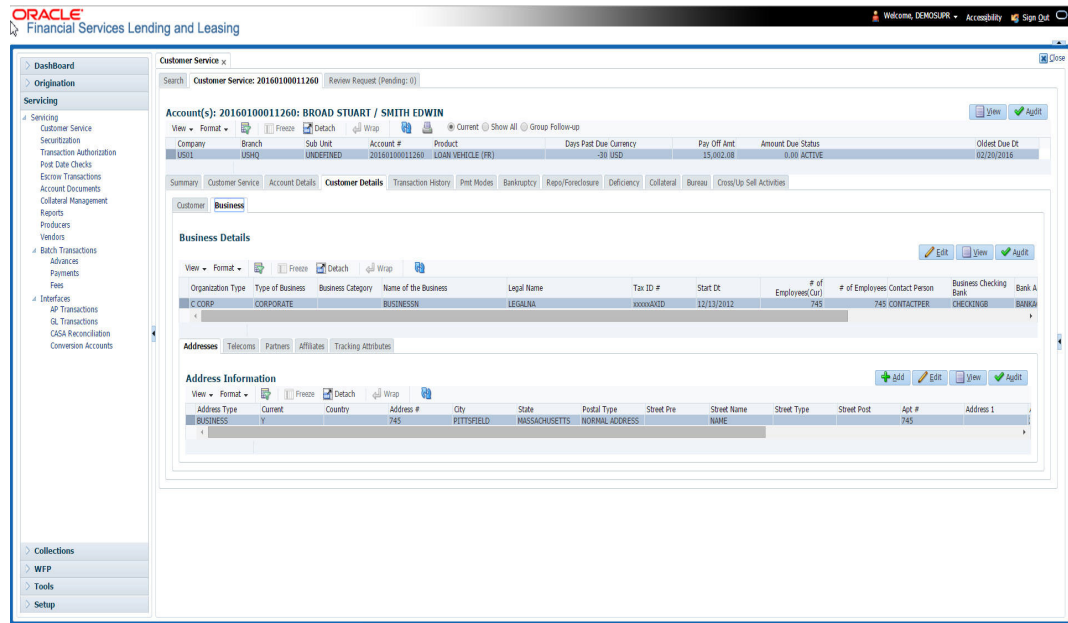 ORACLE
Financial Services Lending and Leasing
Welcome, DEMOSUPR Accessibility Sign Out
Close
DashBoard
Origination
Servicing
Servicing
Customer Service
Securitization
Transaction Authorization
Post Date Checks
Escrow Transactions
Account Documents
Collateral Management
Reports
Producers
Vendors
Batch Transactions
Advances
Payments
Fees
Interfaces
AP Transactions
GL Transactions
CASA Reconciliation
Conversion Accounts
Collections
WFP
Tools
Setup
Customer Service x
Search Customer Service: 20160100011260 Review Request (Pending: 0)
Account(s): 20160100011260: BROAD STUART / SMITH EDWIN
View Audit
View Format Freeze Detach Wrap Current Show All Group Follow-up
Company Branch Sub Unit Account # Product Days Past Due Currency Pay Off Amt Amount Due Status Oldest Due Dt
US01 USHQ UNDEFINED 20160100011260 LOAN VEHICLE (FR) -30 USD 15,002.08 0.00 ACTIVE 02/20/2016
Summary Customer Service Account Details Customer Details Transaction History Pmt Modes Bankruptcy Repo/Foreclosure Deficiency Collateral Bureau Cross/Up Sell Activities
Customer Business
Business Details
Edit View Audit
View Format Freeze Detach Wrap
Organization Type Type of Business Business Category Name of the Business Legal Name Tax ID # Start Dt # of Employees(Cur) # of Employees Contact Person Business Checking Bank Bank A
C CORP CORPORATE BUSINESSN LEGALNA xxxxxAXID 12/13/2012 745 745 CONTACTPER CHECKINGB BANKA
Addresses Telecoms Partners Affiliates Tracking Attributes
Address Information
Add Edit View Audit
View Format Freeze Detach Wrap
Address Type Current Country Address # City State Postal Type Street Pre Street Name Street Type Street Post Apt # Address 1
BUSINESS Y 745 PITTSFIELD MASSACHUSETTS NORMAL ADDRESS NAME 745